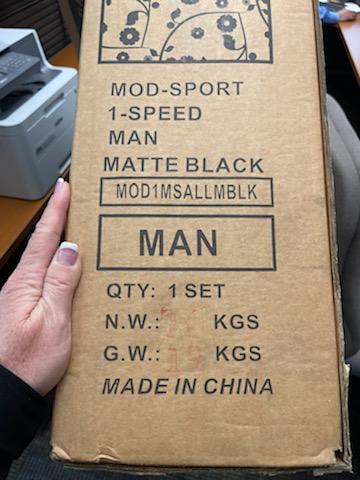 MOD-SPORT
1-SPEED
MAN
MATTE BLACK
MOD1MSALLMBLK
MAN
QTY: 1 SET
N.W.: KGS
G.W.: KGS
MADE IN CHINA